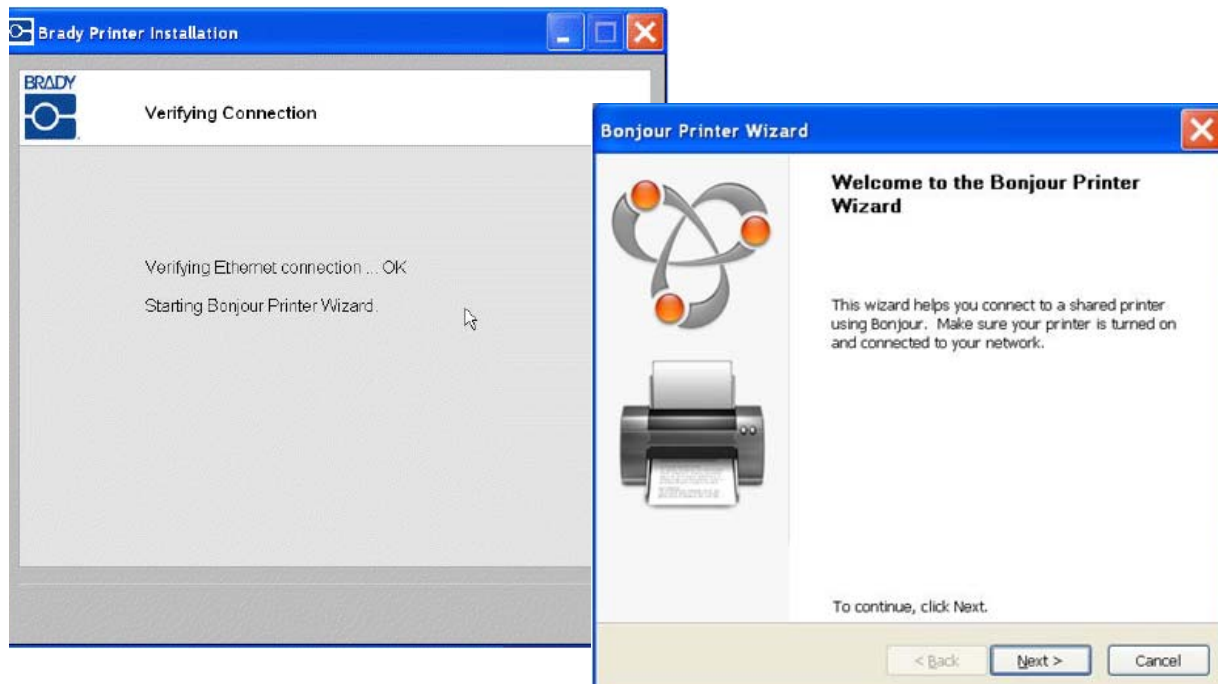 Brady Printer Installation
BRADY
Verifying Connection
Verifying Ethernet connection ... OK
Starting Bonjour Printer Wizard.
Bonjour Printer Wizard
Welcome to the Bonjour Printer
Wizard
This wizard helps you connect to a shared printer
using Bonjour. Make sure your printer is turned on
and connected to your network.
To continue, click Next.
< Back
Next >
Cancel